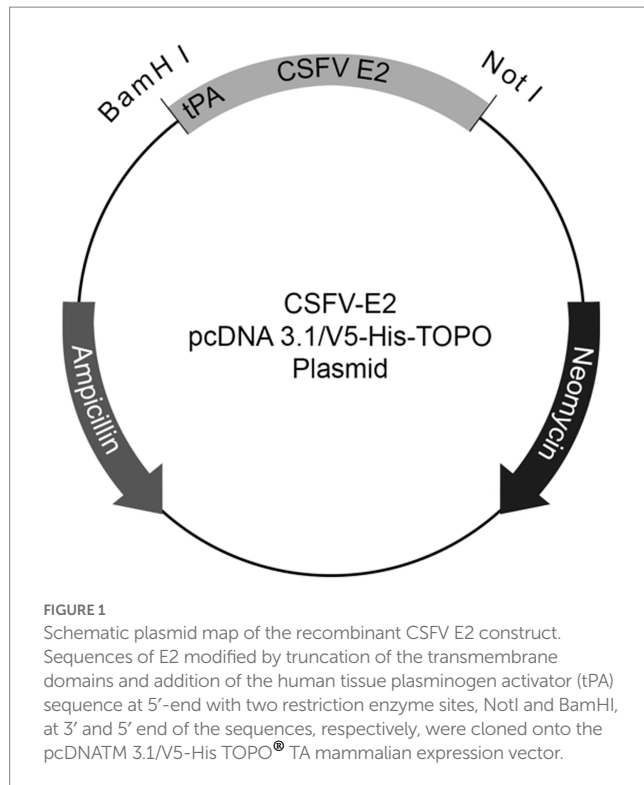 BamH I
tPA
CSFV E2
Not I
CSFV-E2
pcDNA 3.1/V5-His-TOPO
Plasmid
Ampicillin
Neomycin
FIGURE 1
Schematic plasmid map of the recombinant CSFV E2 construct.
Sequences of E2 modified by truncation of the transmembrane
domains and addition of the human tissue plasminogen activator (tPA)
sequence at 5′-end with two restriction enzyme sites, NotI and BamHI,
at 3′ and 5′ end of the sequences, respectively, were cloned onto the
pcDNATM 3.1/V5-His TOPO® TA mammalian expression vector.